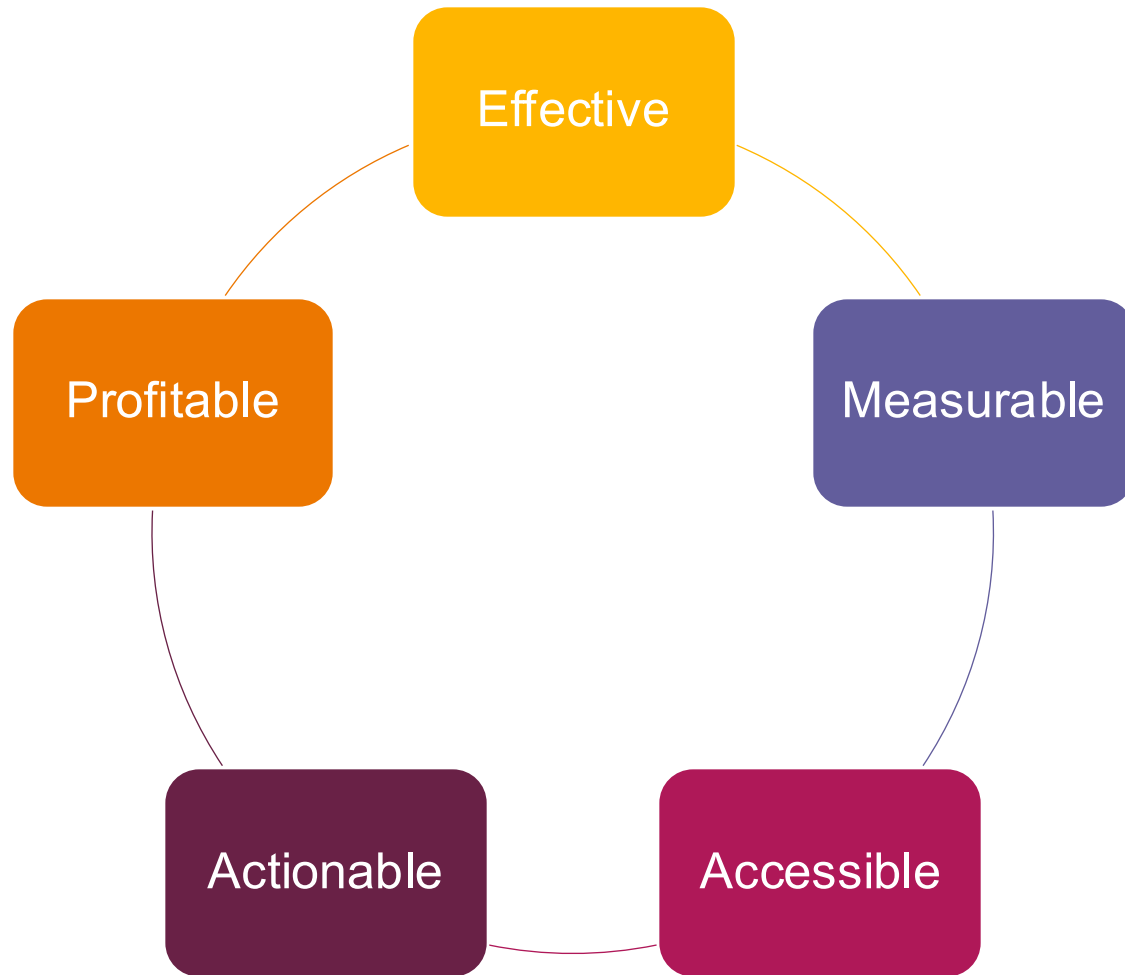 Effective
Measurable
Accessible
Actionable
Profitable